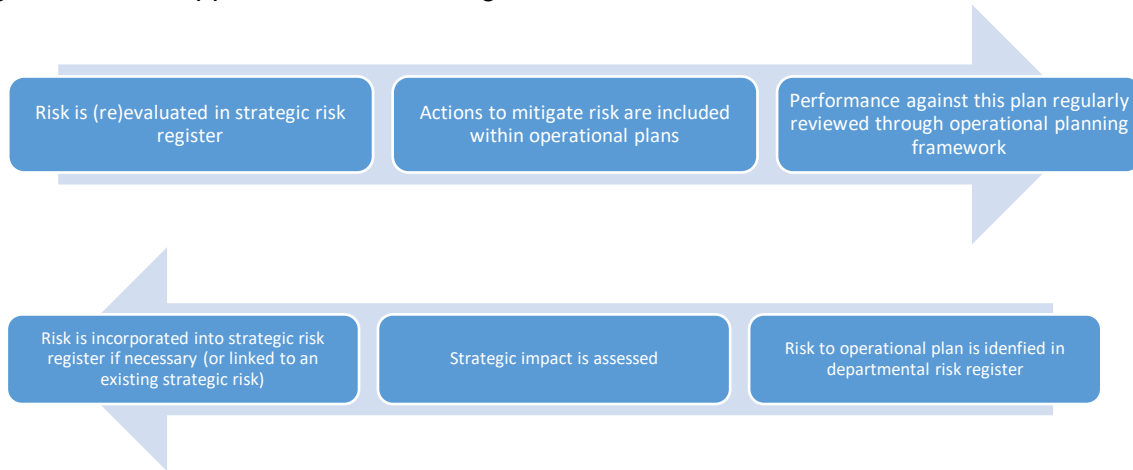 Risk is (re)evaluated in strategic risk
register
Actions to mitigate risk are included
within operational plans
Performance against this plan regularly
reviewed through operational planning
framework
Risk is incorporated into strategic risk
register if necessary (or linked to an
existing strategic risk)
Strategic impact is assessed
Risk to operational plan is idenfied in
departmental risk register